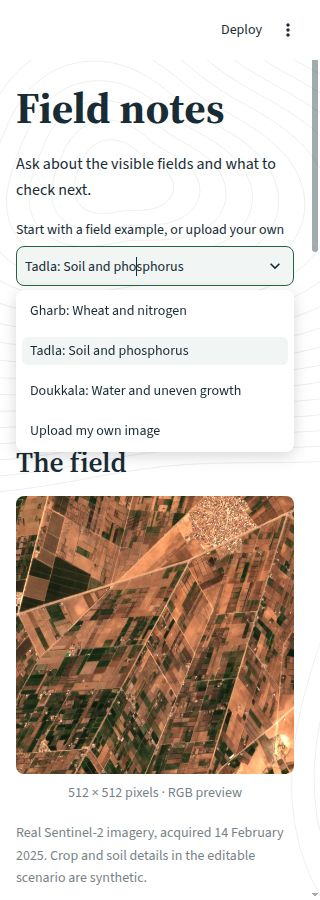 Deploy
Field notes
Ask about the visible fields and what to
check next.
Start with a field example, or upload your own
Tadla: Soil and phosphorus
Gharb: Wheat and nitrogen
Tadla: Soil and phosphorus
Doukkala: Water and uneven growth
Upload my own image
The field
512 × 512 pixels · RGB preview
Real Sentinel-2 imagery, acquired 14 February
2025. Crop and soil details in the editable
scenario are synthetic.